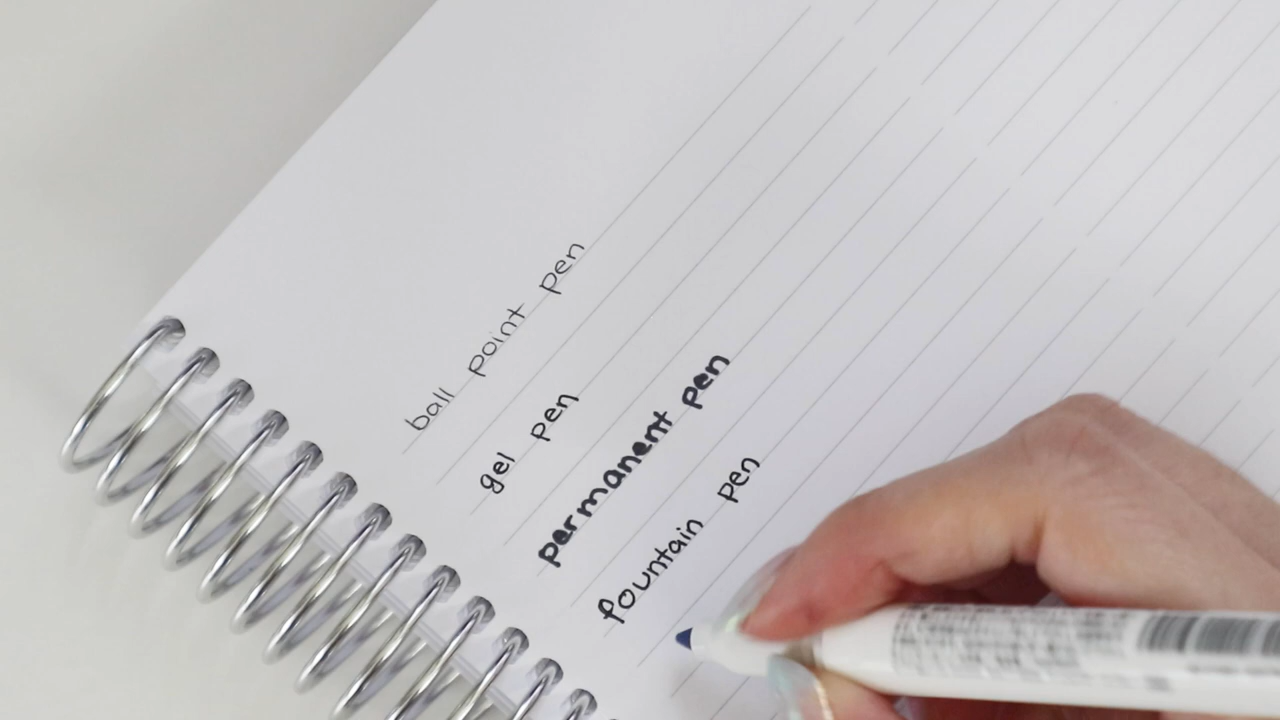 ball point pen
gel pen
permanent pen
fountain pen